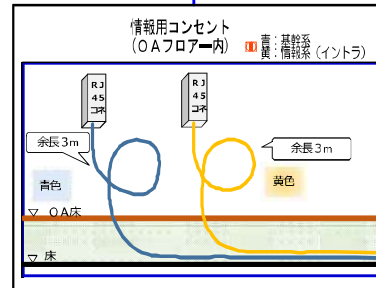 情報用コンセント
(OAフロアー内)
青：基幹系
黄：情報系(イントラ)
RJ
45
コネ
RJ
45
コネ
余長3m
余長3m
青色
黄色
▽ OA床
▽ 床